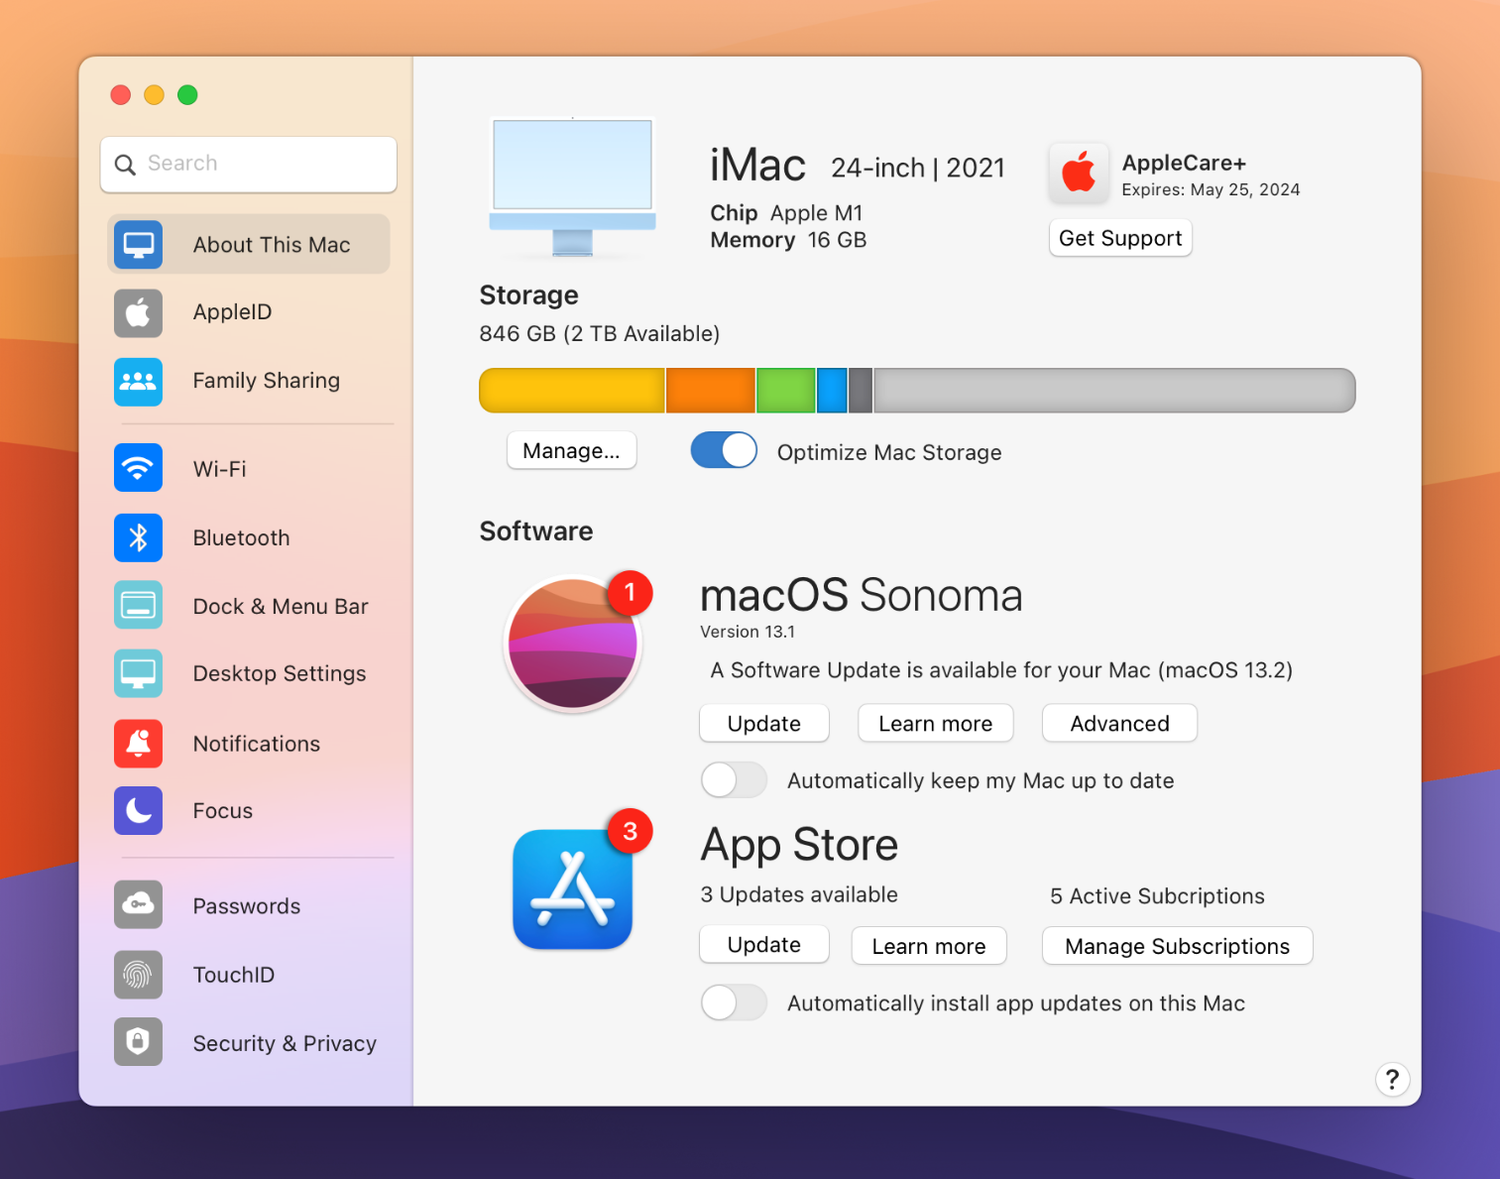 Search
About This Mac
AppleID
Family Sharing
Wi-Fi
Bluetooth
Dock & Menu Bar
Desktop Settings
Notifications
Focus
Passwords
TouchID
Security & Privacy
iMac 24-inch | 2021
Chip Apple M1
Memory 16 GB
AppleCare+
Expires: May 25, 2024
Get Support
Storage
846 GB (2 TB Available)
Manage...
Optimize Mac Storage
Software
1
macOS Sonoma
Version 13.1
A Software Update is available for your Mac (macOS 13.2)
Update
Learn more
Advanced
Automatically keep my Mac up to date
3
App Store
3 Updates available
5 Active Subcriptions
Update
Learn more
Manage Subscriptions
Automatically install app updates on this Mac
?